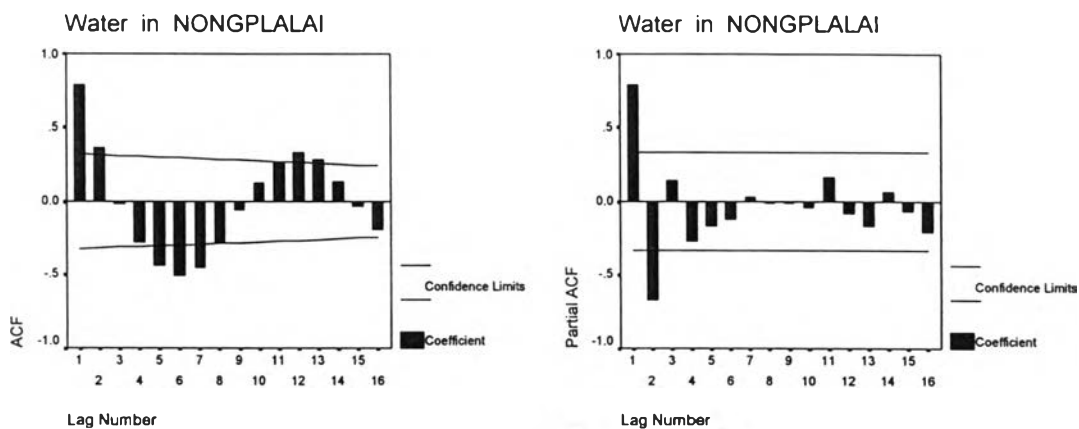 Water in NONGPLALAI
1.0
.5
0.0
-.5
-1.0
ACF
1 3 5 7 9 11 13 15
2 4 6 8 10 12 14 16
Lag Number
Confidence Limits
Coefficient
Water in NONGPLALAI
1.0
.5
0.0
-.5
-1.0
Partial ACF
1 3 5 7 9 11 13 15
2 4 6 8 10 12 14 16
Lag Number
Confidence Limits
Coefficient